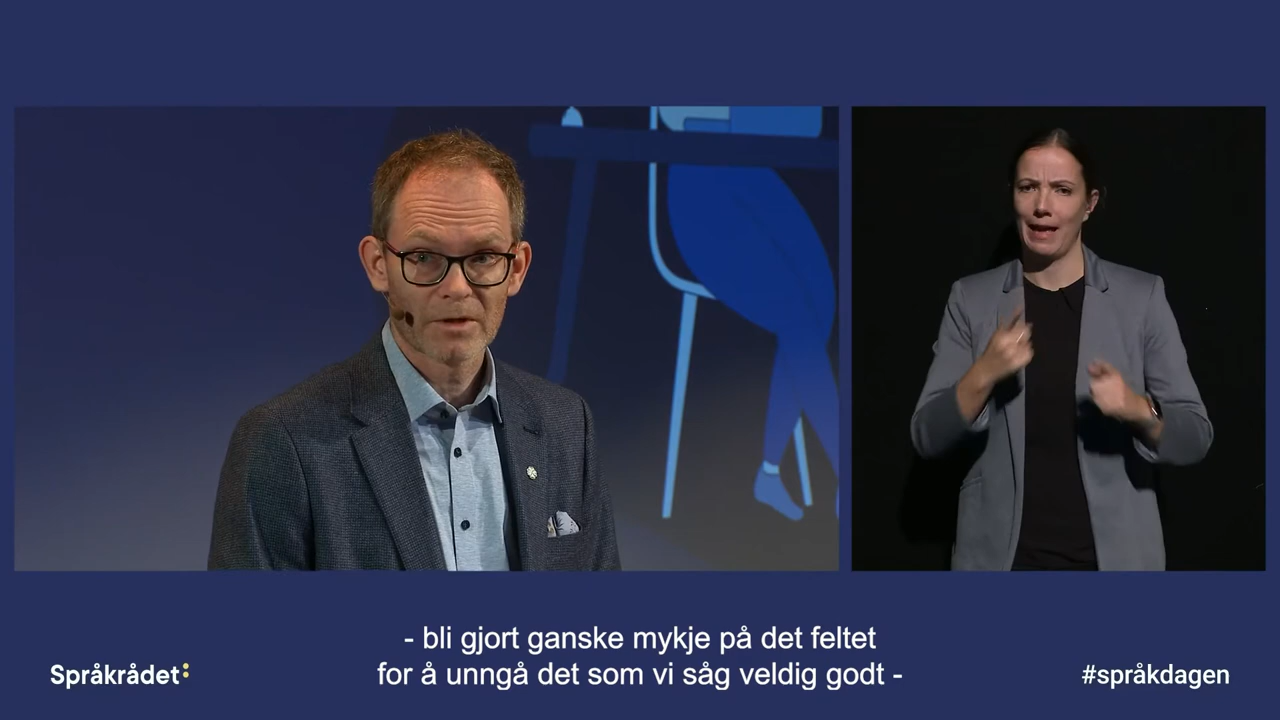 - bli gjort ganske mykje på det feltet
for å unngå det som vi såg veldig godt -
Språkrådet:
#språkdagen